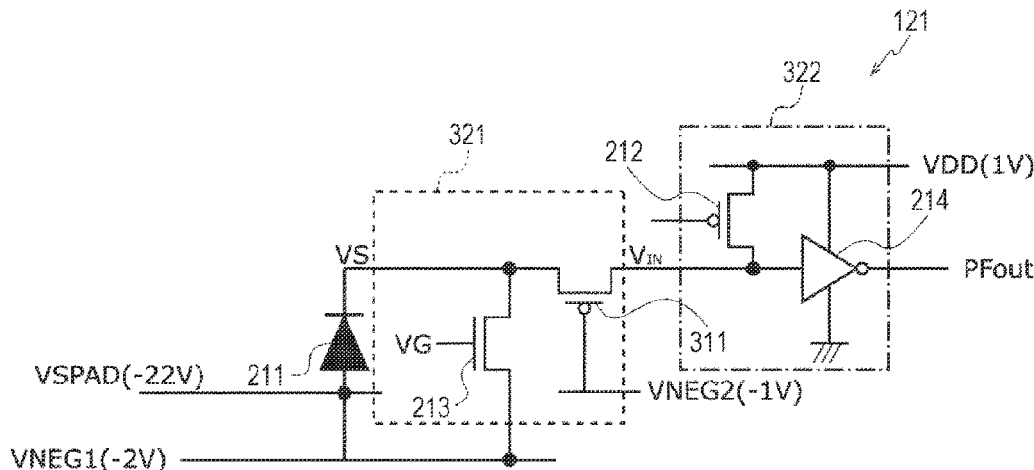 121
322
321
212
VDD(1V)
214
VS
VIN
PFout
VG
311
VSPAD(-22V)
211
213
VNEG2(-1V)
VNEG1(-2V)